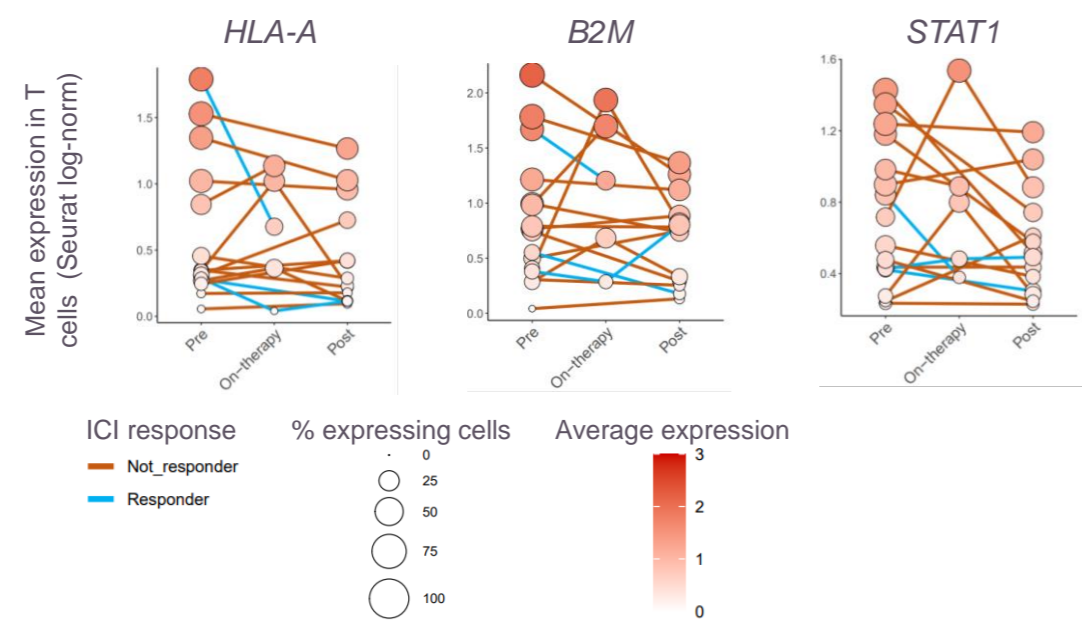 HLA-A
B2M
STAT1
Mean expression in T
cells (Seurat log-norm)
1.5
1.0
0.5
0.0
Pre
On-therapy
Post
2.0
1.5
1.0
0.5
0.0
Pre
On-therapy
Post
1.6
1.2
0.8
0.4
Pre
On-therapy
Post
ICI response
Not_responder
Responder
% expressing cells
0
25
50
75
100
Average expression
3
2
1
0